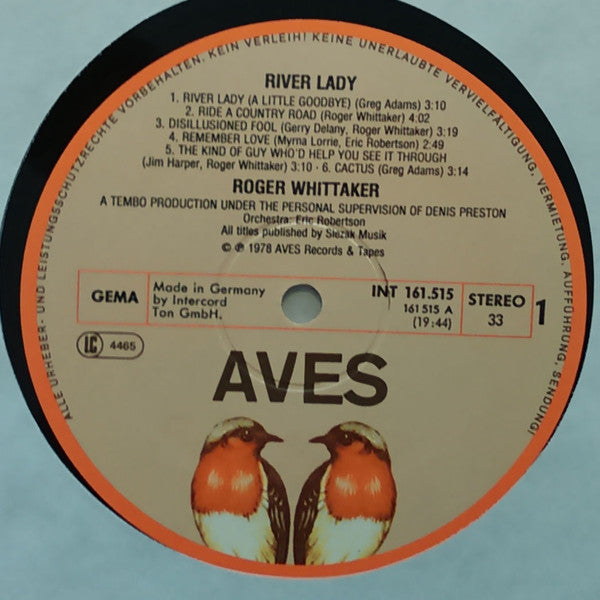 ALLE URHEBER- UND LEISTUNGSSCHUTZRECHTE VORBEHALTEN. KEIN VERLEIH! KEINE UNERLAUBTE VERVIELFÄLTIGUNG, VERMIETUNG, AUFFÜHRUNG, SENDUNG!
RIVER LADY
1. RIVER LADY (A LITTLE GOODBYE) (Greg Adams) 3:10
2. RIDE A COUNTRY ROAD (Roger Whittaker) 4:02
3. DISILLUSIONED FOOL (Gerry Delany, Roger Whittaker) 3:19
4. REMEMBER LOVE (Myrna Lorrie, Eric Robertson) 2:49
5. THE KIND OF GUY WHO'D HELP YOU SEE IT THROUGH
(Jim Harper, Roger Whittaker) 3:10 · 6. CACTUS (Greg Adams) 3:14
ROGER WHITTAKER
A TEMBO PRODUCTION UNDER THE PERSONAL SUPERVISION OF DENIS PRESTON
Orchestra: Eric Robertson
All titles published by Slezak Musik
© ℗ 1978 AVES Records & Tapes
GEMA
Made in Germany
by Intercord
Ton GmbH.
INT 161.515
161 515 A
(19:44)
STEREO
33
1
LC 4465
AVES